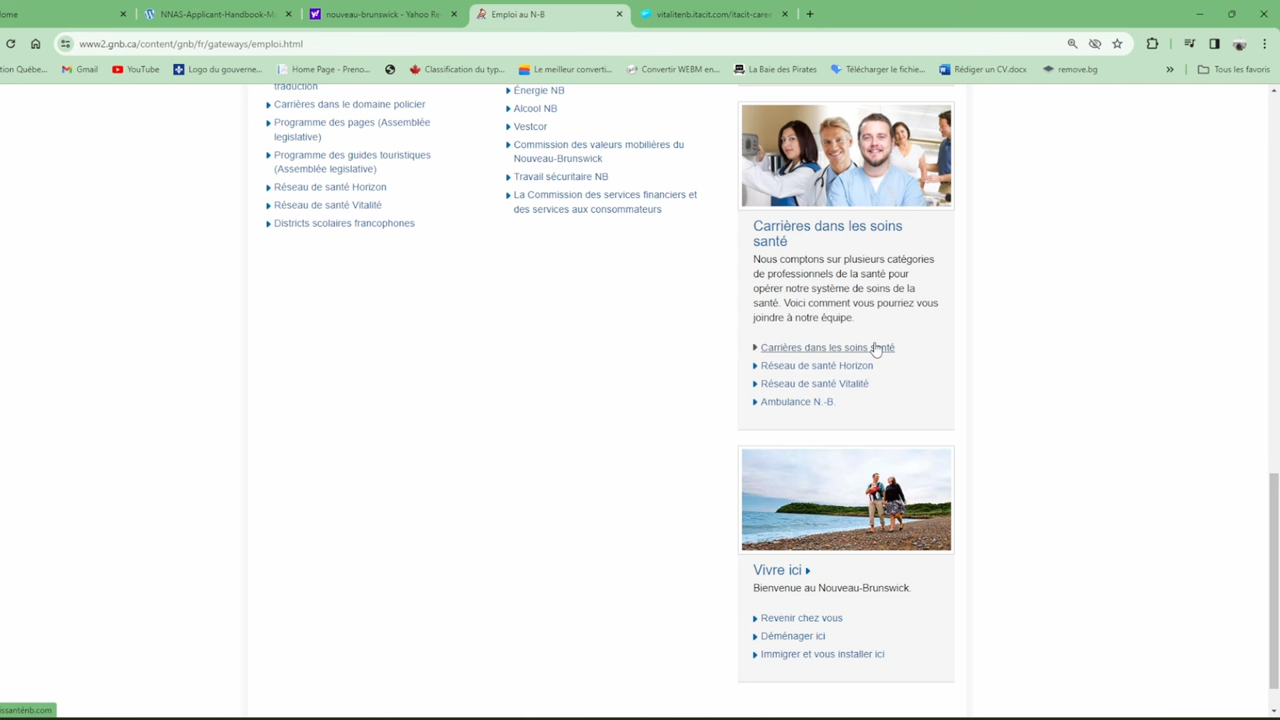 ome
NNAS-Applicant-Handbook-Ma
nouveau-brunswick - Yahoo Re
Emploi au N-B
vitalitenb.itacit.com/itacit-caree
www2.gnb.ca/content/gnb/fr/gateways/emploi.html
tion Québe...
Gmail
YouTube
Logo du gouverne...
Home Page - Preno...
Classification du typ...
Le meilleur converti...
Convertir WEBM en...
La Baie des Pirates
Télécharger le fichie...
Rédiger un CV.docx
remove.bg
Tous les favoris
traduction
Carrières dans le domaine policier
Programme des pages (Assemblée
legislative)
Programme des guides touristiques
(Assemblée legislative)
Réseau de santé Horizon
Réseau de santé Vitalité
Districts scolaires francophones
Énergie NB
Alcool NB
Vestcor
Commission des valeurs mobilières du
Nouveau-Brunswick
Travail sécuritaire NB
La Commission des services financiers et
des services aux consommateurs
Carrières dans les soins
santé
Nous comptons sur plusieurs catégories
de professionnels de la santé pour
opérer notre système de soins de la
santé. Voici comment vous pourriez vous
joindre à notre équipe.
Carrières dans les soins santé
Réseau de santé Horizon
Réseau de santé Vitalité
Ambulance N.-B.
Vivre ici
Bienvenue au Nouveau-Brunswick.
Revenir chez vous
Déménager ici
Immigrer et vous installer ici
issanténb.com